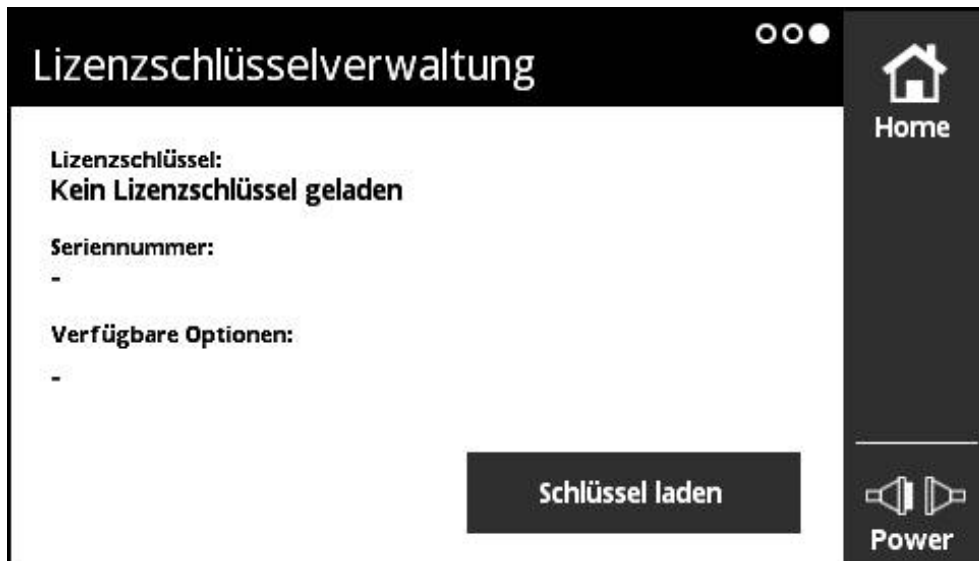 Lizenzschlüsselverwaltung
Home
Lizenzschlüssel:
Kein Lizenzschlüssel geladen
Seriennummer:
-
Verfügbare Optionen:
-
Schlüssel laden
Power